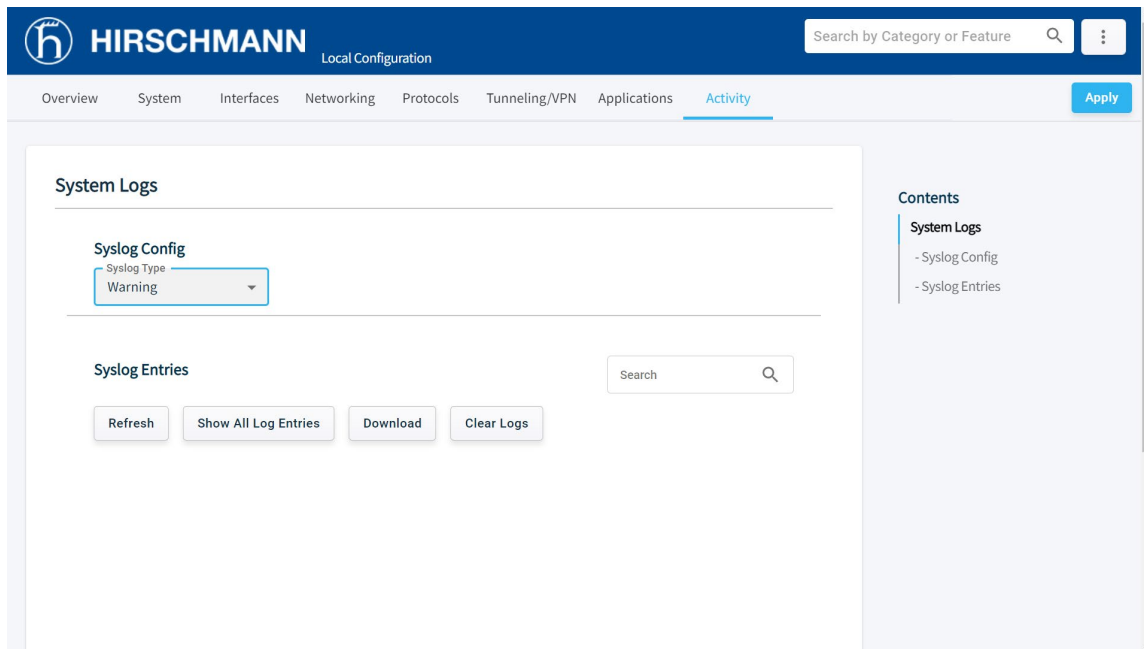 HIRSCHMANN
Local Configuration
Search by Category or Feature
Overview System Interfaces Networking Protocols Tunneling/VPN Applications Activity Apply
System Logs
Syslog Config
Syslog Type
Warning
Syslog Entries
Search
Refresh Show All Log Entries Download Clear Logs
Contents
System Logs
- Syslog Config
- Syslog Entries